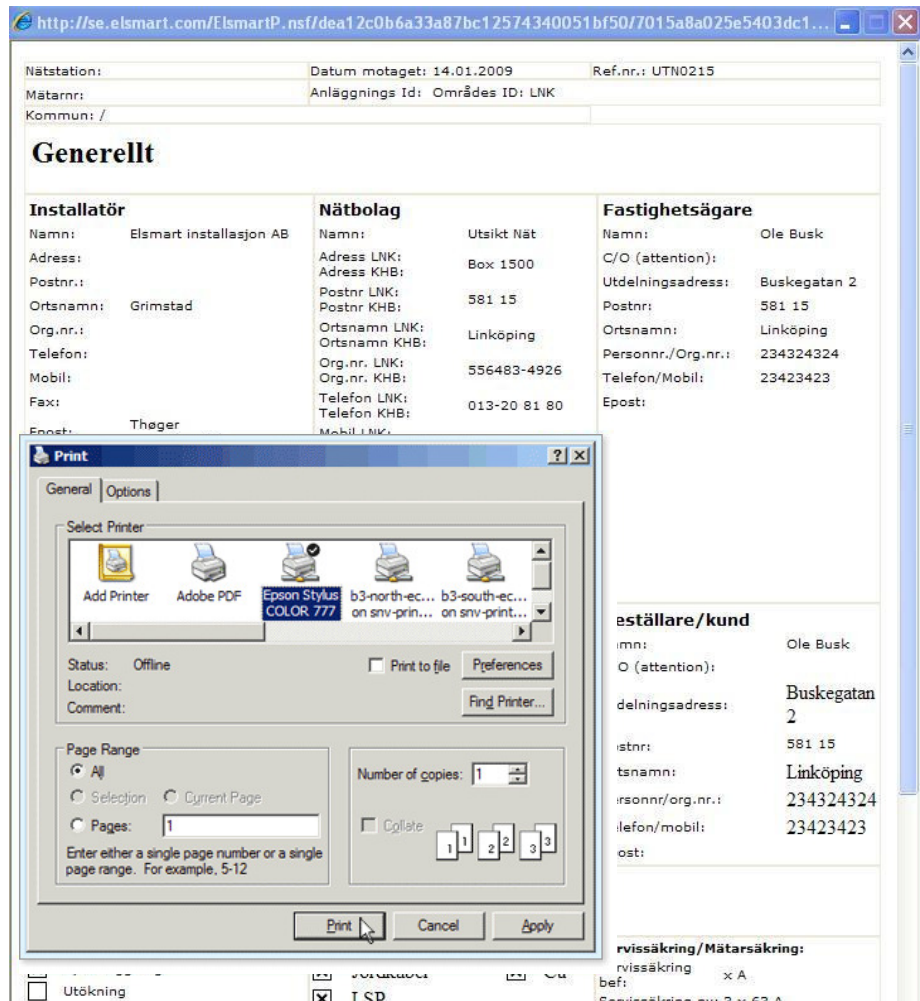 http://se.elsmart.com/ElsmartP.nsf/dea12c0b6a33a87bc12574340051bf50/7015a8a025e5403dc1...
Nätstation:
Datum motaget: 14.01.2009
Ref.nr.: UTN0215
Mätarnr:
Anläggnings Id: Områdes ID: LNK
Kommun: /
Generellt
Installatör
Namn: Elsmart installasjon AB
Adress:
Postnr.:
Ortsnamn: Grimstad
Org.nr.:
Telefon:
Mobil:
Fax:
Epost: Thøger
Nätbolag
Namn: Utsikt Nät
Adress LNK:
Adress KHB:
Box 1500
Postnr LNK:
Postnr KHB:
581 15
Ortsnamn LNK:
Ortsnamn KHB:
Linköping
Org.nr. LNK:
Org.nr. KHB:
556483-4926
Telefon LNK:
Telefon KHB:
013-20 81 80
Mobil LNK:
Fastighetsägare
Namn: Ole Busk
C/O (attention):
Utdelningsadress: Buskegatan 2
Postnr: 581 15
Ortsnamn: Linköping
Personnr./Org.nr.: 234324324
Telefon/Mobil: 23423423
Epost:
Print
General
Options
Select Printer
Add Printer
Adobe PDF
Epson Stylus
COLOR 777
b3-north-ec...
on snv-prin...
b3-south-ec...
on snv-print...
Status: Offline
Location:
Comment:
Print to file
Preferences
Find Printer...
Page Range
All
Selection
Current Page
Pages: 1
Enter either a single page number or a single
page range. For example, 5-12
Number of copies: 1
Collate
1 1 2 2 3 3
Print
Cancel
Apply
eställare/kund
mn: Ole Busk
O (attention):
delningsadress: Buskegatan
2
stnr: 581 15
tsnamn: Linköping
rsonnr/org.nr.: 234324324
lefon/mobil: 23423423
ost:
rvissäkring/Mätarsäkring:
rvissäkring
bef:
x A
Utökning
LSP